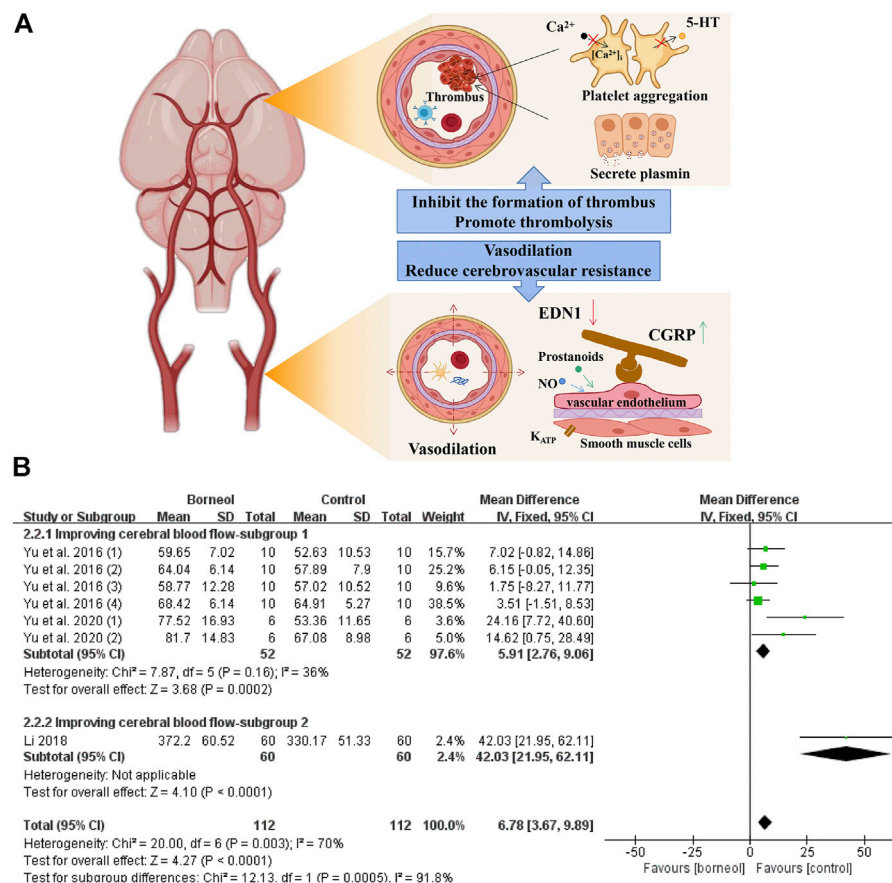 A
Ca²⁺
5-HT
[Ca²⁺]i
Thrombus
Platelet aggregation
Secrete plasmin
Inhibit the formation of thrombus
Promote thrombolysis
Vasodilation
Reduce cerebrovascular resistance
EDN1
CGRP
Prostanoids
NO
vascular endothelium
KATP
Smooth muscle cells
Vasodilation
B
Borneol Control Mean Difference Mean Difference
Study or Subgroup Mean SD Total Mean SD Total Weight IV, Fixed, 95% CI IV, Fixed, 95% CI
2.2.1 Improving cerebral blood flow-subgroup 1
Yu et al. 2016 (1) 59.65 7.02 10 52.63 10.53 10 15.7% 7.02 (-0.82, 14.86]
Yu et al. 2016 (2) 64.04 6.14 10 57.89 7.9 10 25.2% 6.15 (-0.05, 12.35]
Yu et al. 2016 (3) 58.77 12.28 10 57.02 10.52 10 9.6% 1.75 (-8.27, 11.77]
Yu et al. 2016 (4) 68.42 6.14 10 64.91 5.27 10 38.5% 3.51 (-1.51, 8.53]
Yu et al. 2020 (1) 77.52 16.93 6 53.36 11.65 6 3.6% 24.16 [7.72, 40.60]
Yu et al. 2020 (2) 81.7 14.83 6 67.08 8.98 6 5.0% 14.62 [0.75, 28.49]
Subtotal (95% CI) 52 52 97.6% 5.91 [2.76, 9.06]
Heterogeneity: Chi² = 7.87, df = 5 (P = 0.16); I² = 36%
Test for overall effect: Z = 3.68 (P = 0.0002)
2.2.2 Improving cerebral blood flow-subgroup 2
Li 2018 372.2 60.52 60 330.17 51.33 60 2.4% 42.03 [21.95, 62.11]
Subtotal (95% CI) 60 60 2.4% 42.03 [21.95, 62.11]
Heterogeneity: Not applicable
Test for overall effect: Z = 4.10 (P < 0.0001)
Total (95% CI) 112 112 100.0% 6.78 [3.67, 9.89]
Heterogeneity: Chi² = 20.00, df = 6 (P = 0.003); I² = 70%
Test for overall effect: Z = 4.27 (P < 0.0001)
Test for subgroup differences: Chi² = 12.13, df = 1 (P = 0.0005), I² = 91.8%
-50 -25 0 25 50
Favours [borneol] Favours [control]